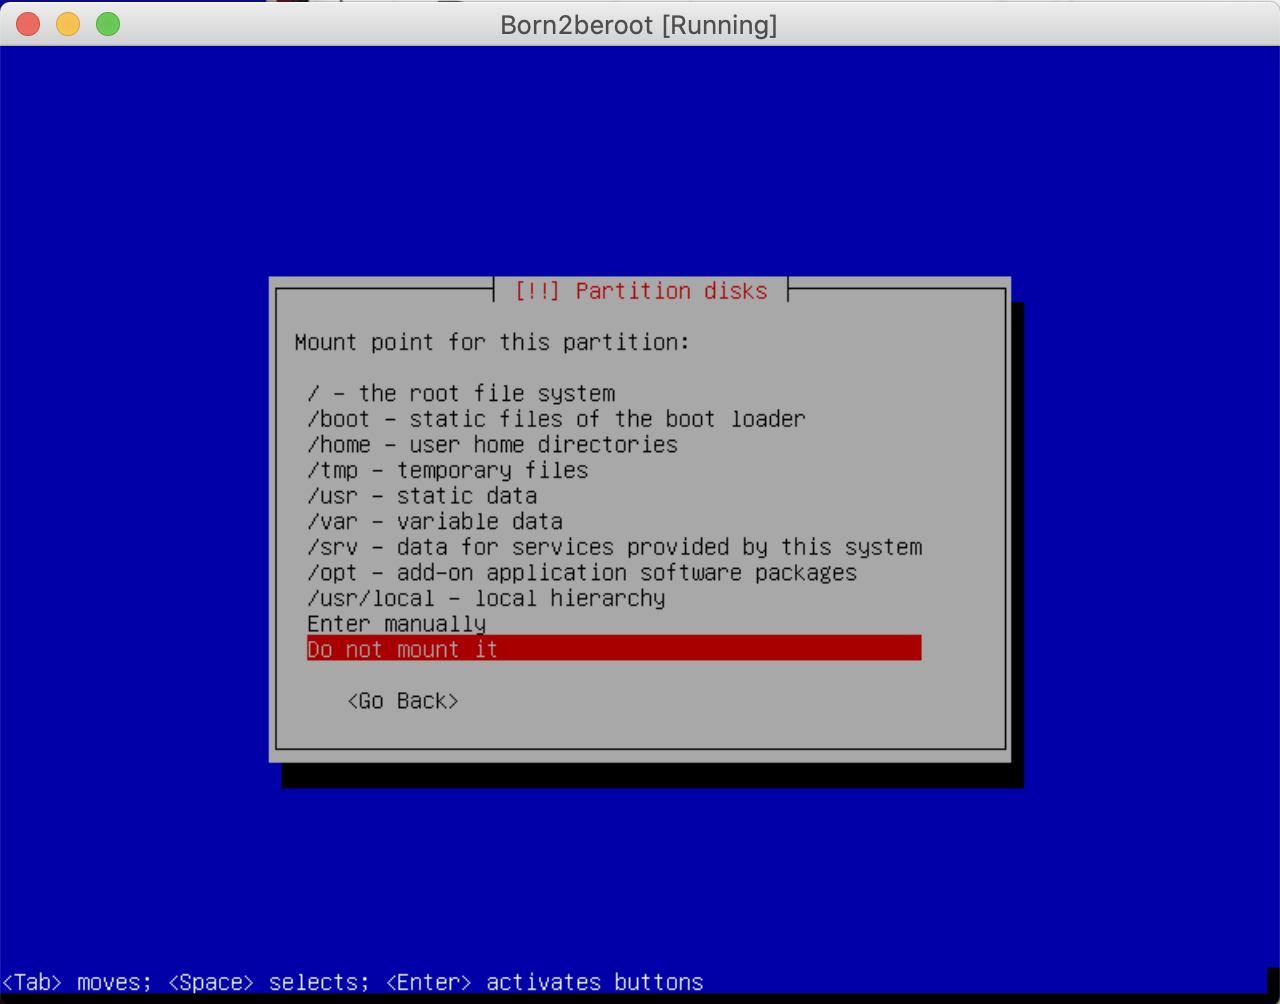 Born2beroot [Running]
[!!] Partition disks
Mount point for this partition:
/ - the root file system
/boot - static files of the boot loader
/home - user home directories
/tmp - temporary files
/usr - static data
/var - variable data
/srv - data for services provided by this system
/opt - add-on application software packages
/usr/local - local hierarchy
Enter manually
Do not mount it
<Go Back>
<Tab> moves; <Space> selects; <Enter> activates buttons